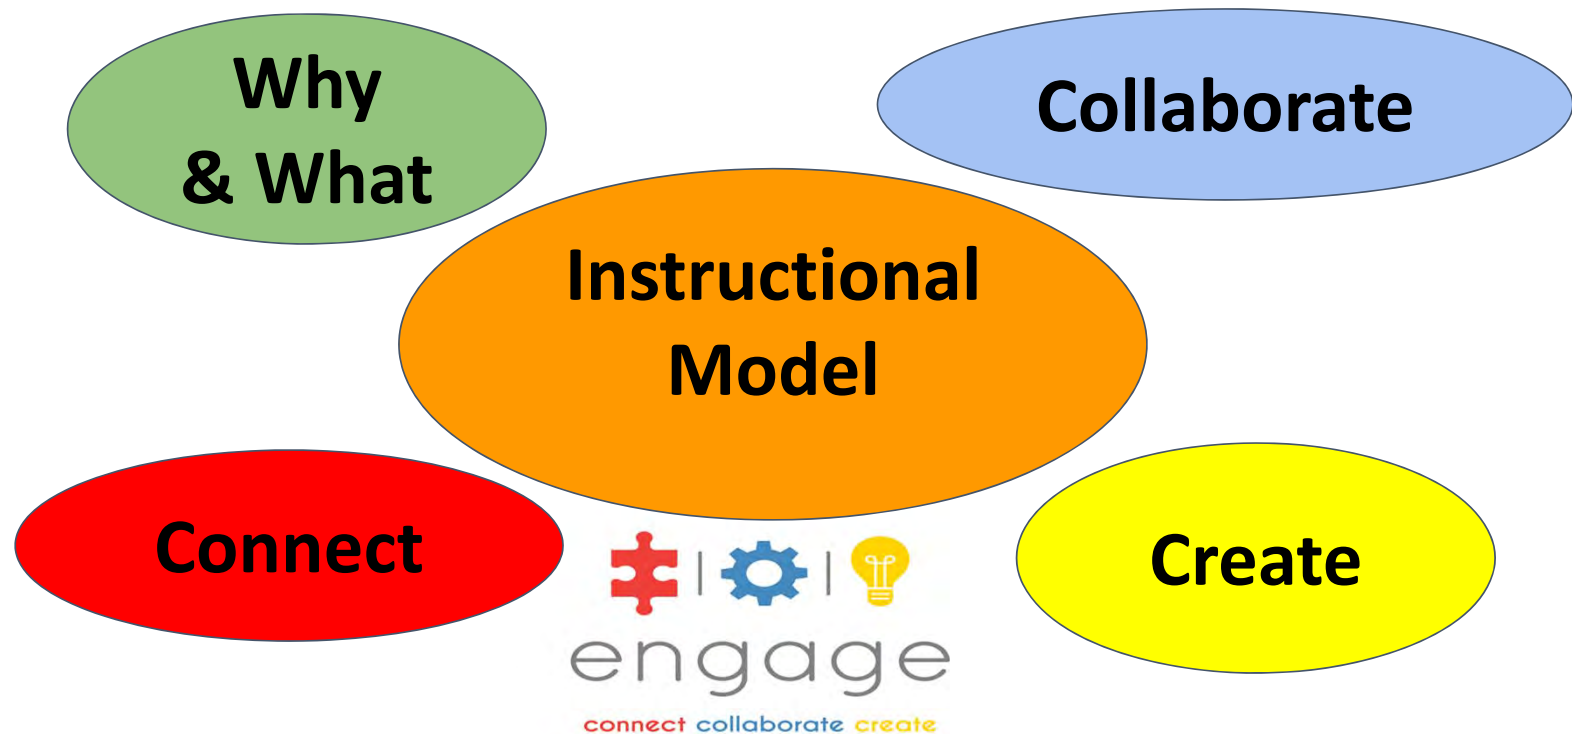 Why
& What
Collaborate
Instructional
Model
Connect
Create
engage
connect collaborate create